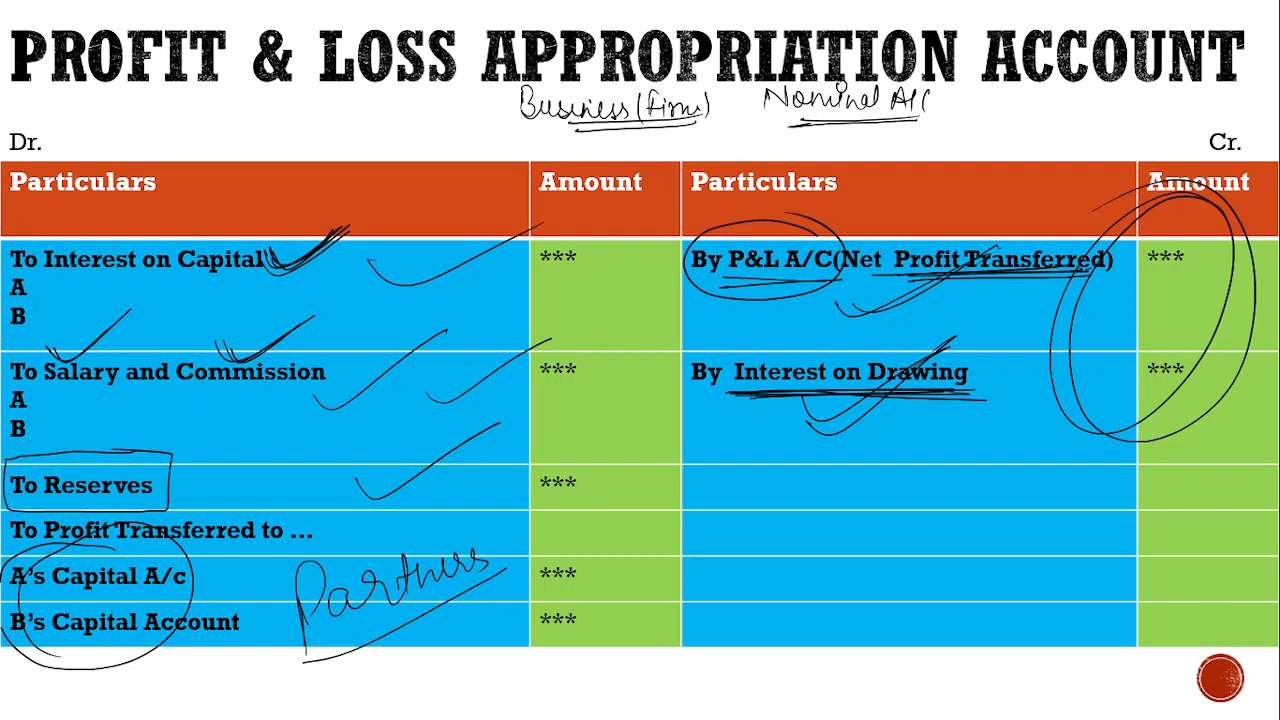 PROFIT & LOSS APPROPRIATION ACCOUNT
Business (Firm) Nominal A/C
Dr. Cr.
Particulars Amount Particulars Amount
To Interest on Capital *** By P&L A/C(Net Profit Transferred) ***
A
B
To Salary and Commission *** By Interest on Drawing ***
A
B
To Reserves ***
To Profit Transferred to ...
A's Capital A/c ***
B's Capital Account ***
Partners